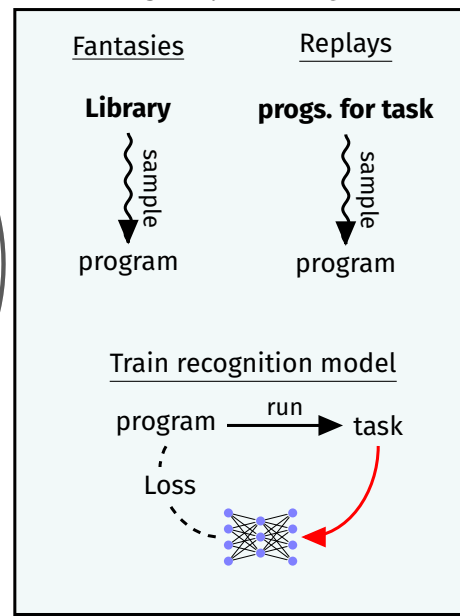 Fantasies
Replays
Library
progs. for task
sample
sample
program
program
Train recognition model
program
run
task
Loss